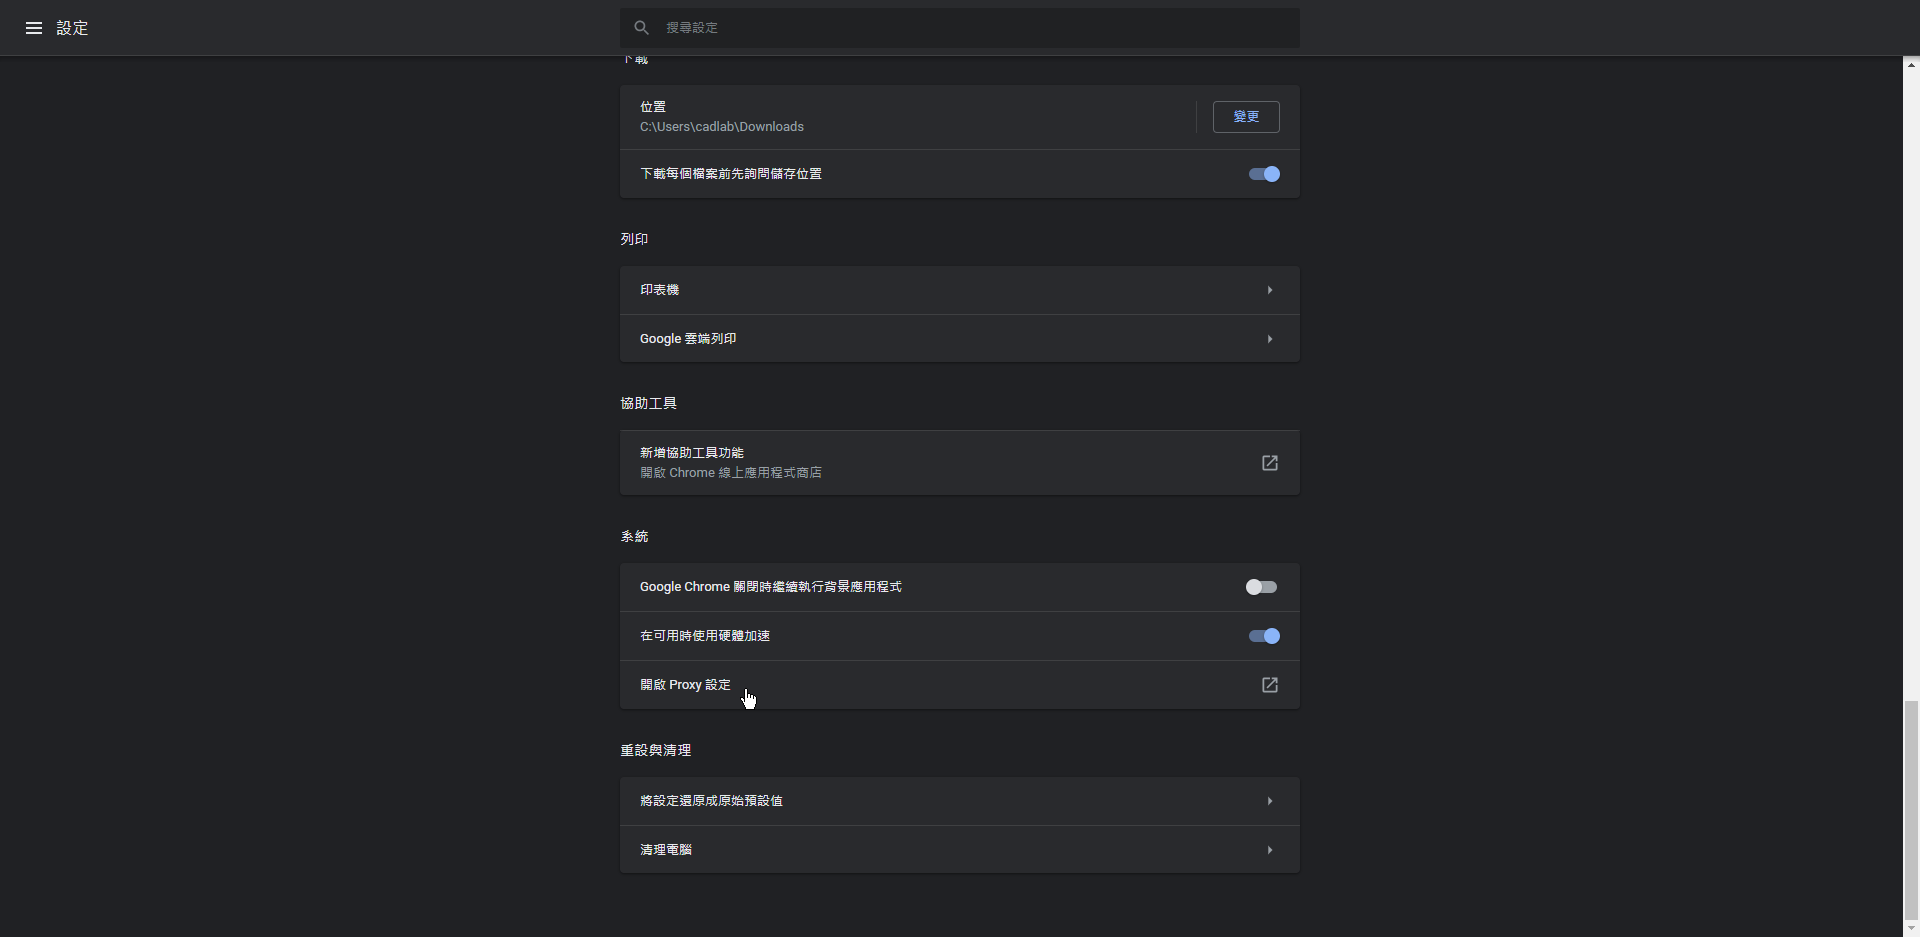 設定
搜尋設定
下載
位置
C:\Users\cadlab\Downloads
變更
下載每個檔案前先詢問儲存位置
列印
印表機
Google 雲端列印
協助工具
新增協助工具功能
開啟 Chrome 線上應用程式商店
系統
Google Chrome 關閉時繼續執行背景應用程式
在可用時使用硬體加速
開啟 Proxy 設定
重設與清理
將設定還原成原始預設值
清理電腦